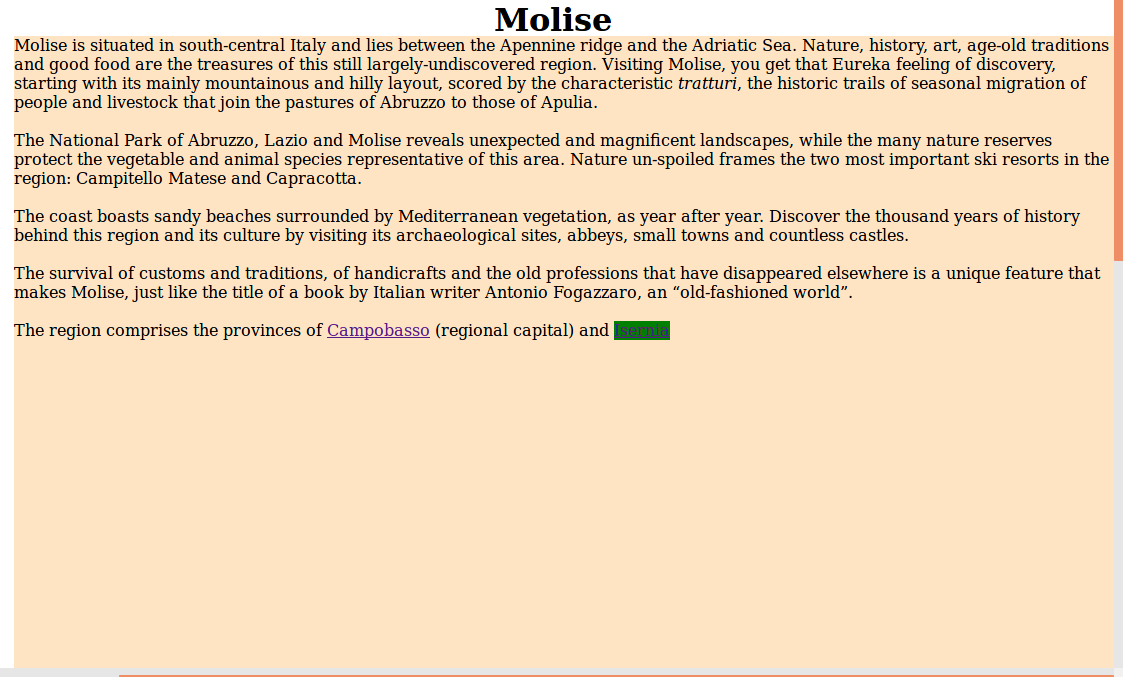 Molise
Molise is situated in south-central Italy and lies between the Apennine ridge and the Adriatic Sea. Nature, history, art, age-old traditions
and good food are the treasures of this still largely-undiscovered region. Visiting Molise, you get that Eureka feeling of discovery,
starting with its mainly mountainous and hilly layout, scored by the characteristic tratturi, the historic trails of seasonal migration of
people and livestock that join the pastures of Abruzzo to those of Apulia.
The National Park of Abruzzo, Lazio and Molise reveals unexpected and magnificent landscapes, while the many nature reserves
protect the vegetable and animal species representative of this area. Nature un-spoiled frames the two most important ski resorts in the
region: Campitello Matese and Capracotta.
The coast boasts sandy beaches surrounded by Mediterranean vegetation, as year after year. Discover the thousand years of history
behind this region and its culture by visiting its archaeological sites, abbeys, small towns and countless castles.
The survival of customs and traditions, of handicrafts and the old professions that have disappeared elsewhere is a unique feature that
makes Molise, just like the title of a book by Italian writer Antonio Fogazzaro, an “old-fashioned world”.
The region comprises the provinces of Campobasso (regional capital) and Isernia